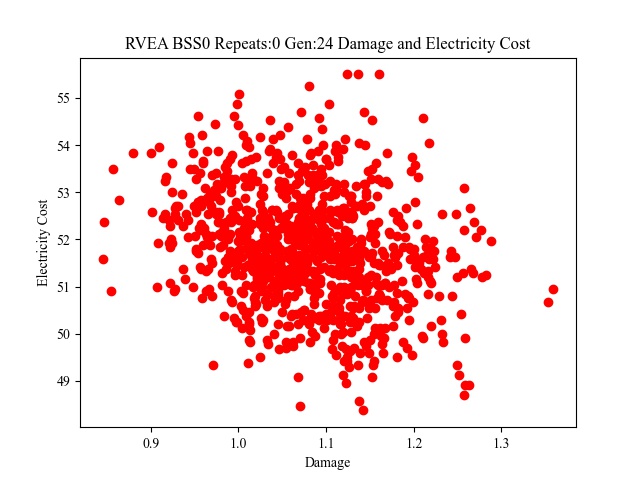 RVEA BSS0 Repeats:0 Gen:24 Damage and Electricity Cost
55
54
53
52
51
50
49
Electricity Cost
0.9 1.0 1.1 1.2 1.3
Damage